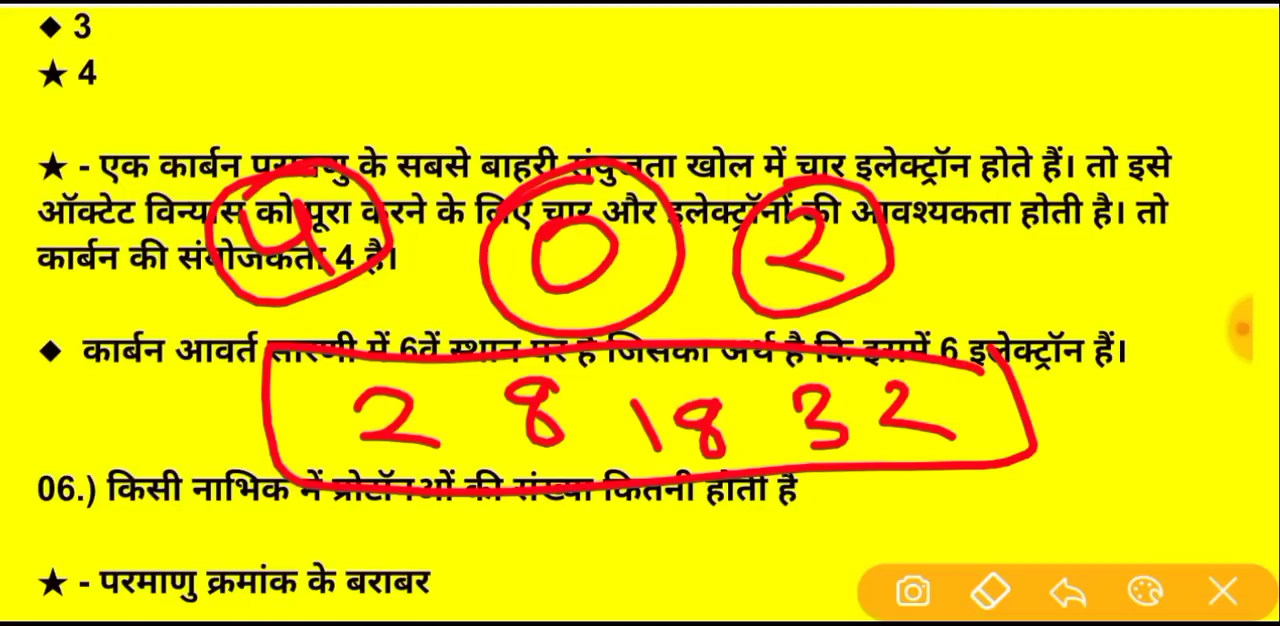 ◆ 3
★ 4
★ - एक कार्बन परमाणु के सबसे बाहरी संयुजता खोल में चार इलेक्ट्रॉन होते हैं। तो इसे
ऑक्टेट विन्यास को पूरा करने के लिए चार और इलेक्ट्रॉनों की आवश्यकता होती है। तो
कार्बन की संयोजकता 4 है।
4 0 2
◆ कार्बन आवर्त सारणी में 6वें स्थान पर है जिसका अर्थ है कि इसमें 6 इलेक्ट्रॉन हैं।
2 8 18 32
06.) किसी नाभिक में प्रोटॉनओं की संख्या कितनी होती है
★ - परमाणु क्रमांक के बराबर